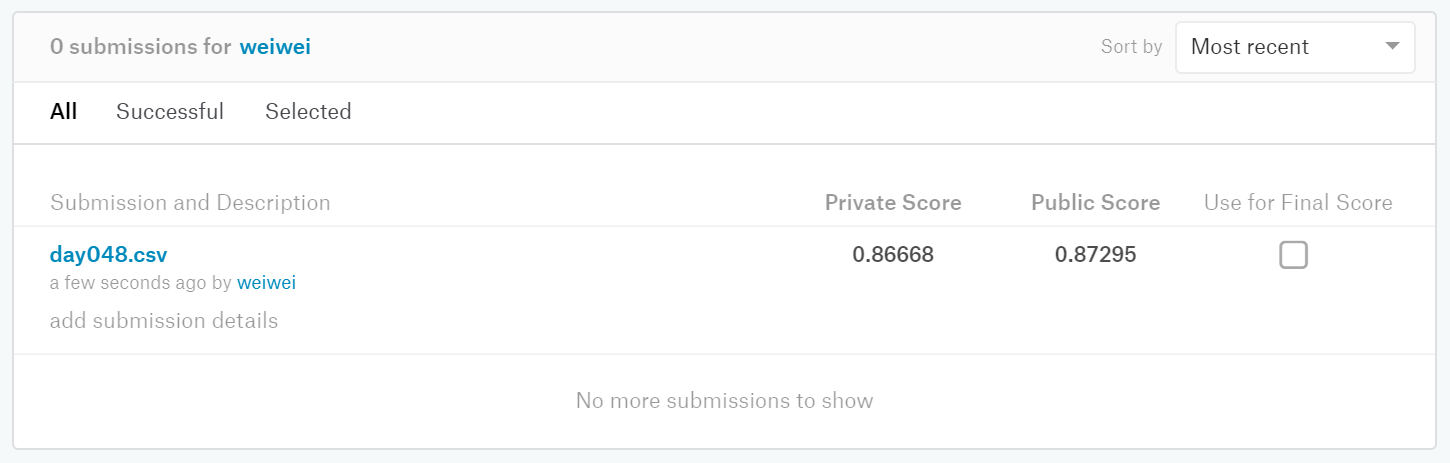 0 submissions for weiwei
Sort by Most recent
All Successful Selected
Submission and Description Private Score Public Score Use for Final Score
day048.csv 0.86668 0.87295
a few seconds ago by weiwei
add submission details
No more submissions to show